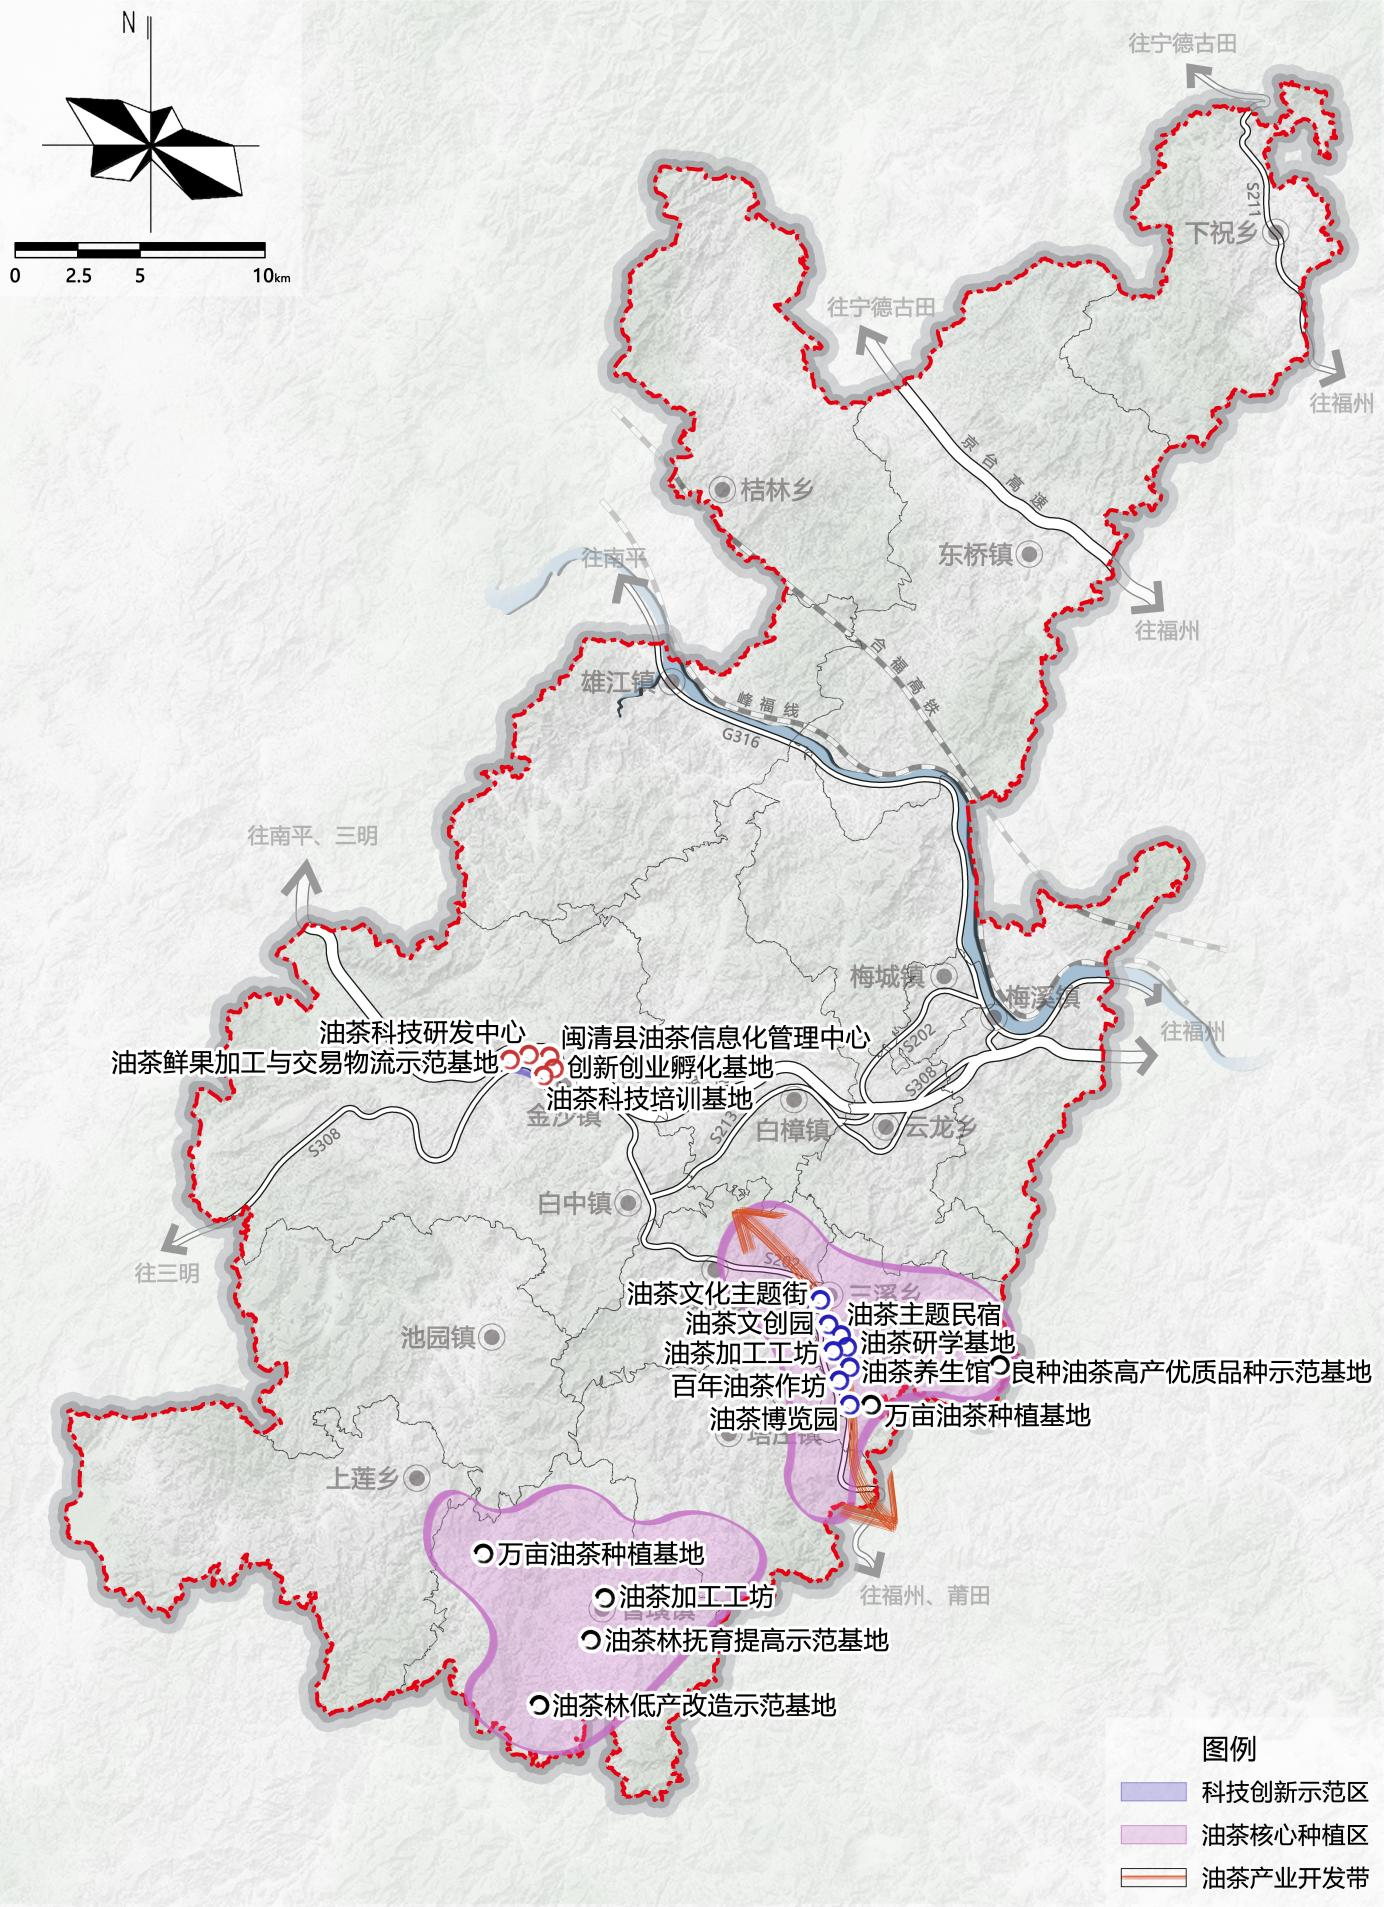 N
往宁德古田
S211
下祝乡
0 2.5 5 10km
往宁德古田
往福州
京台高速
桔林乡
东桥镇
往南平
往福州
合福高铁
雄江镇
峰福线
G316
往南平、三明
梅城镇
梅溪镇
油茶科技研发中心
闽清县油茶信息化管理中心
S202
往福州
油茶鲜果加工与交易物流示范基地
创新创业孵化基地
S308
油茶科技培训基地
金沙镇
S213
白樟镇
云龙乡
S308
白中镇
往三明
S202
油茶文化主题街
三溪乡
油茶文创园
油茶主题民宿
池园镇
油茶研学基地
油茶加工工坊
油茶养生馆
良种油茶高产优质品种示范基地
百年油茶作坊
油茶博览园
万亩油茶种植基地
塔庄镇
上莲乡
万亩油茶种植基地
油茶加工工坊
往福州、莆田
油茶林抚育提高示范基地
油茶林低产改造示范基地
图例
科技创新示范区
油茶核心种植区
油茶产业开发带